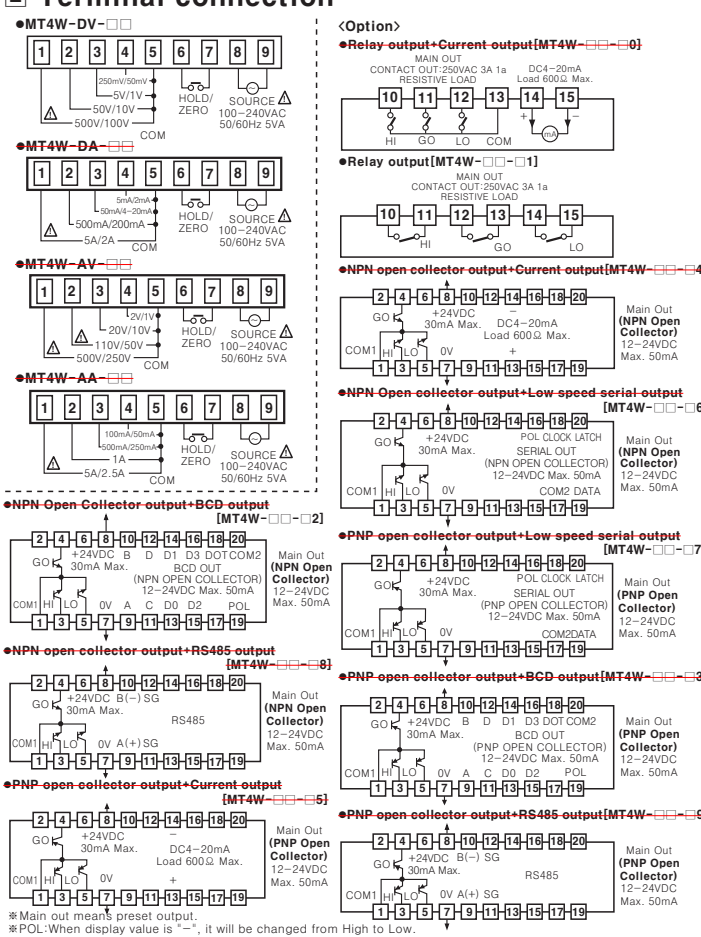 Terminal connection
●MT4W-DV-□□
1 2 3 4 5 6 7 8 9
250mV/50mV
5V/1V
50V/10V
500V/100V
COM
HOLD/
ZERO
SOURCE
100-240VAC
50/60Hz 5VA
●MT4W-DA-□□
1 2 3 4 5 6 7 8 9
5mA/2mA
50mA/4-20mA
500mA/200mA
5A/2A
COM
HOLD/
ZERO
SOURCE
100-240VAC
50/60Hz 5VA
●MT4W-AV-□□
1 2 3 4 5 6 7 8 9
2V/1V
20V/10V
110V/50V
500V/250V
COM
HOLD/
ZERO
SOURCE
100-240VAC
50/60Hz 5VA
●MT4W-AA-□□
1 2 3 4 5 6 7 8 9
100mA/50mA
500mA/250mA
1A
5A/2.5A
COM
HOLD/
ZERO
SOURCE
100-240VAC
50/60Hz 5VA
●NPN Open Collector output+BCD output
[MT4W-□□-□2]
2 4 6 8 10 12 14 16 18 20
GO
+24VDC B D D1 D3 DOT COM2
30mA Max.
BCD OUT
(NPN OPEN COLLECTOR)
12-24VDC Max. 50mA
COM1 HI LO 0V A C D0 D2 POL
1 3 5 7 9 11 13 15 17 19
Main Out
(NPN Open
Collector)
12-24VDC
Max. 50mA
●NPN open collector output+RS485 output
[MT4W-□□-□8]
2 4 6 8 10 12 14 16 18 20
GO
+24VDC B(-) SG
30mA Max.
RS485
COM1 HI LO 0V A(+) SG
1 3 5 7 9 11 13 15 17 19
Main Out
(NPN Open
Collector)
12-24VDC
Max. 50mA
●PNP open collector output+Current output
[MT4W-□□-□5]
2 4 6 8 10 12 14 16 18 20
GO
+24VDC -
30mA Max.
DC4-20mA
Load 600Ω Max.
COM1 HI LO 0V +
1 3 5 7 9 11 13 15 17 19
Main Out
(PNP Open
Collector)
12-24VDC
Max. 50mA
※Main out means preset output.
※POL:When display value is "-", it will be changed from High to Low.
<Option>
●Relay output+Current output[MT4W-□□-□0]
MAIN OUT
CONTACT OUT:250VAC 3A 1a
RESISTIVE LOAD
DC4-20mA
Load 600Ω Max.
10 11 12 13 14 15
+ mA -
HI GO LO COM
●Relay output[MT4W-□□-□1]
MAIN OUT
CONTACT OUT:250VAC 3A 1a
RESISTIVE LOAD
10 11 12 13 14 15
HI GO LO
●NPN open collector output+Current output[MT4W-□□-□4
2 4 6 8 10 12 14 16 18 20
GO
+24VDC -
30mA Max.
DC4-20mA
Load 600Ω Max.
COM1 HI LO 0V +
1 3 5 7 9 11 13 15 17 19
Main Out
(NPN Open
Collector)
12-24VDC
Max. 50mA
●NPN Open collector output+Low speed serial output
[MT4W-□□-□6
2 4 6 8 10 12 14 16 18 20
GO
+24VDC POL CLOCK LATCH
30mA Max.
SERIAL OUT
(NPN OPEN COLLECTOR)
12-24VDC Max. 50mA
COM1 HI LO 0V COM2 DATA
1 3 5 7 9 11 13 15 17 19
Main Out
(NPN Open
Collector)
12-24VDC
Max. 50mA
●PNP open collector output+Low speed serial output
[MT4W-□□-□7
2 4 6 8 10 12 14 16 18 20
GO
+24VDC POL CLOCK LATCH
30mA Max.
SERIAL OUT
(PNP OPEN COLLECTOR)
12-24VDC Max. 50mA
COM1 HI LO 0V COM2DATA
1 3 5 7 9 11 13 15 17 19
Main Out
(PNP Open
Collector)
12-24VDC
Max. 50mA
●PNP open collector output+BCD output[MT4W-□□-□3
2 4 6 8 10 12 14 16 18 20
GO
+24VDC B D D1 D3 DOT COM2
30mA Max.
BCD OUT
(PNP OPEN COLLECTOR)
12-24VDC Max. 50mA
COM1 HI LO 0V A C D0 D2 POL
1 3 5 7 9 11 13 15 17 19
Main Out
(PNP Open
Collector)
12-24VDC
Max. 50mA
●PNP open collector output+RS485 output[MT4W-□□-□9
2 4 6 8 10 12 14 16 18 20
GO
+24VDC B(-) SG
30mA Max.
RS485
COM1 HI LO 0V A(+) SG
1 3 5 7 9 11 13 15 17 19
Main Out
(PNP Open
Collector)
12-24VDC
Max. 50mA